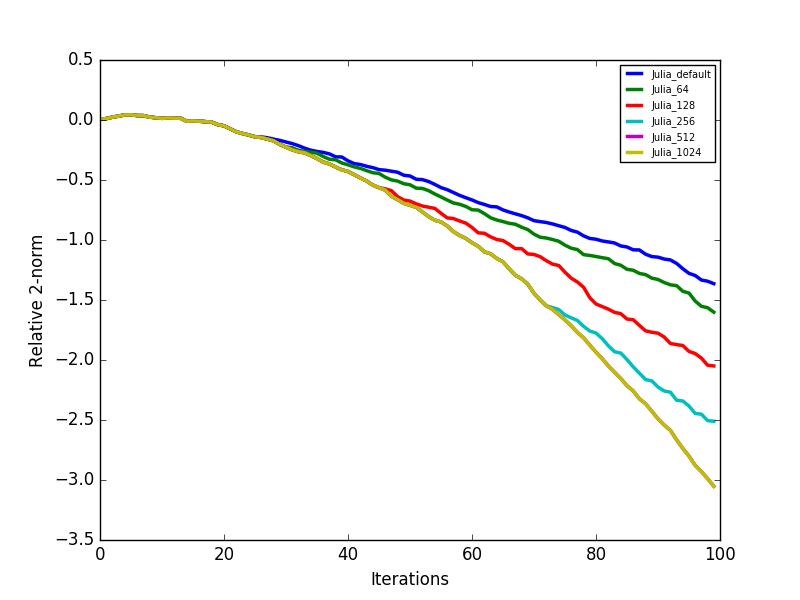 0.5
0.0
−0.5
−1.0
−1.5
−2.0
−2.5
−3.0
−3.5
Relative 2-norm
Julia_default
Julia_64
Julia_128
Julia_256
Julia_512
Julia_1024
0 20 40 60 80 100
Iterations